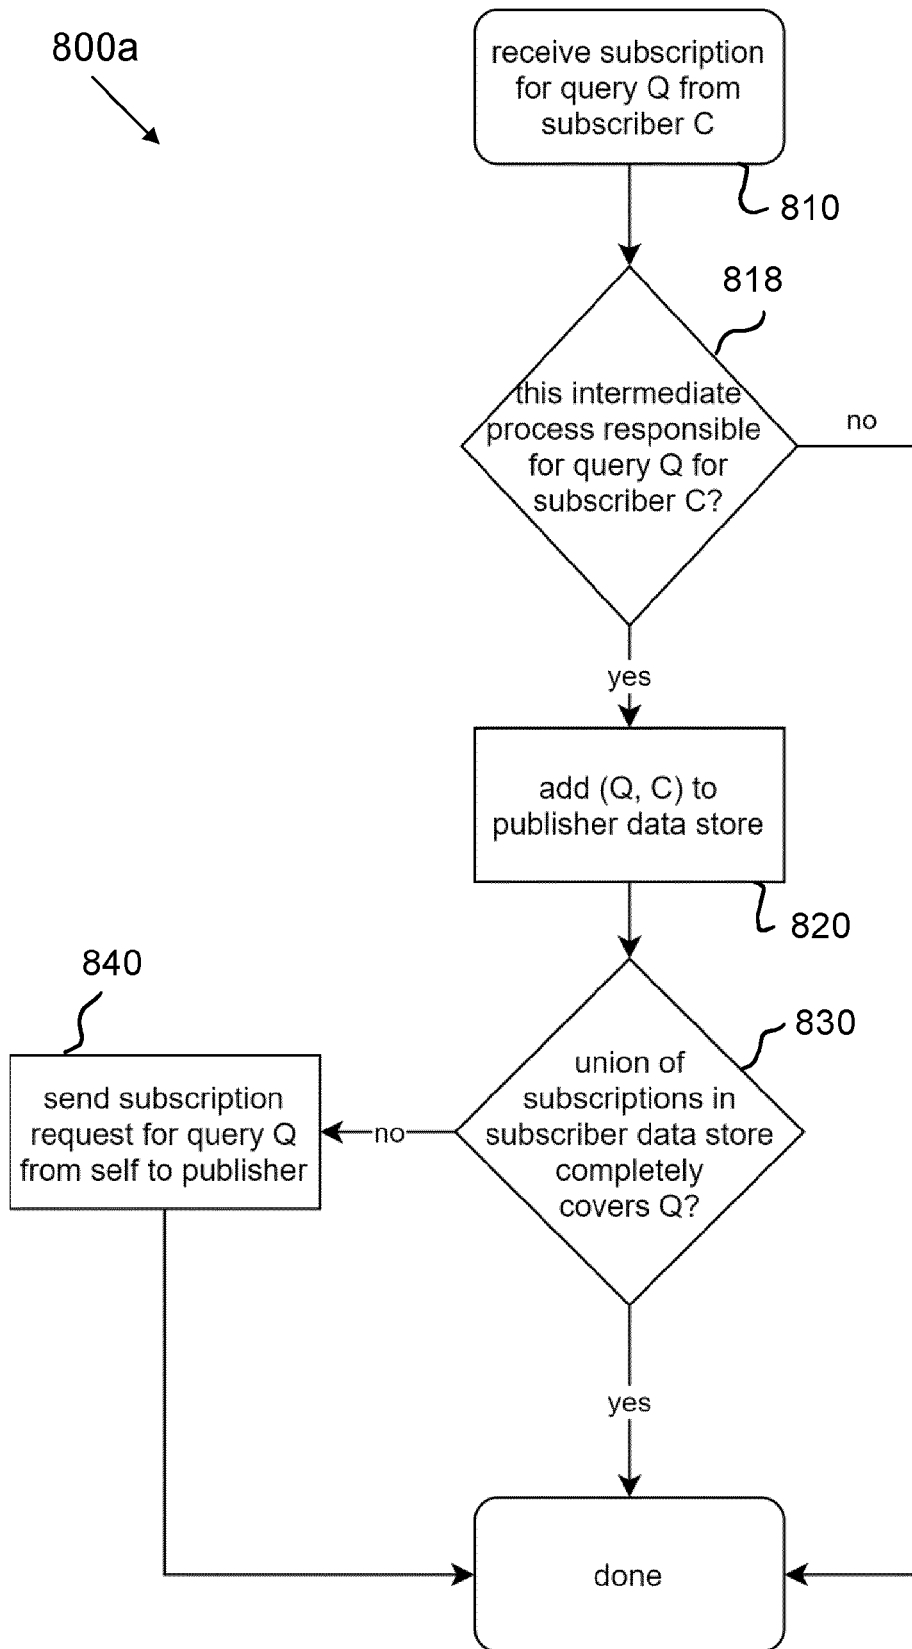 800a
receive subscription
for query Q from
subscriber C
810
818
this intermediate
process responsible
for query Q for
subscriber C?
no
yes
add (Q, C) to
publisher data store
820
840
830
union of
subscriptions in
subscriber data store
completely
covers Q?
no
send subscription
request for query Q
from self to publisher
yes
done